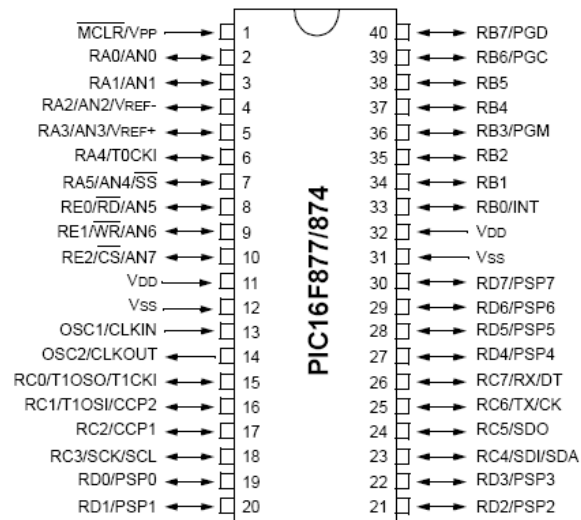 MCLR/VPP 1 40 RB7/PGD
RA0/AN0 2 39 RB6/PGC
RA1/AN1 3 38 RB5
RA2/AN2/VREF- 4 37 RB4
RA3/AN3/VREF+ 5 36 RB3/PGM
RA4/T0CKI 6 35 RB2
RA5/AN4/SS 7 34 RB1
RE0/RD/AN5 8 33 RB0/INT
RE1/WR/AN6 9 32 VDD
RE2/CS/AN7 10 31 VSS
VDD 11 30 RD7/PSP7
VSS 12 29 RD6/PSP6
OSC1/CLKIN 13 28 RD5/PSP5
OSC2/CLKOUT 14 27 RD4/PSP4
RC0/T1OSO/T1CKI 15 26 RC7/RX/DT
RC1/T1OSI/CCP2 16 25 RC6/TX/CK
RC2/CCP1 17 24 RC5/SDO
RC3/SCK/SCL 18 23 RC4/SDI/SDA
RD0/PSP0 19 22 RD3/PSP3
RD1/PSP1 20 21 RD2/PSP2
PIC16F877/874